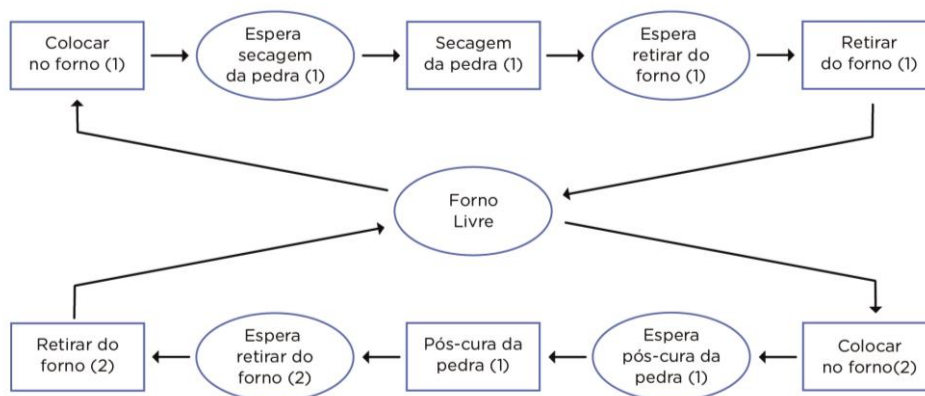 Colocar
no forno (1)
Espera
secagem
da pedra (1)
Secagem
da pedra (1)
Espera
retirar do
forno (1)
Retirar
do forno (1)
Forno
Livre
Retirar do
forno (2)
Espera
retirar do
forno (2)
Pós-cura da
pedra (1)
Espera
pós-cura da
pedra (1)
Colocar
no forno(2)